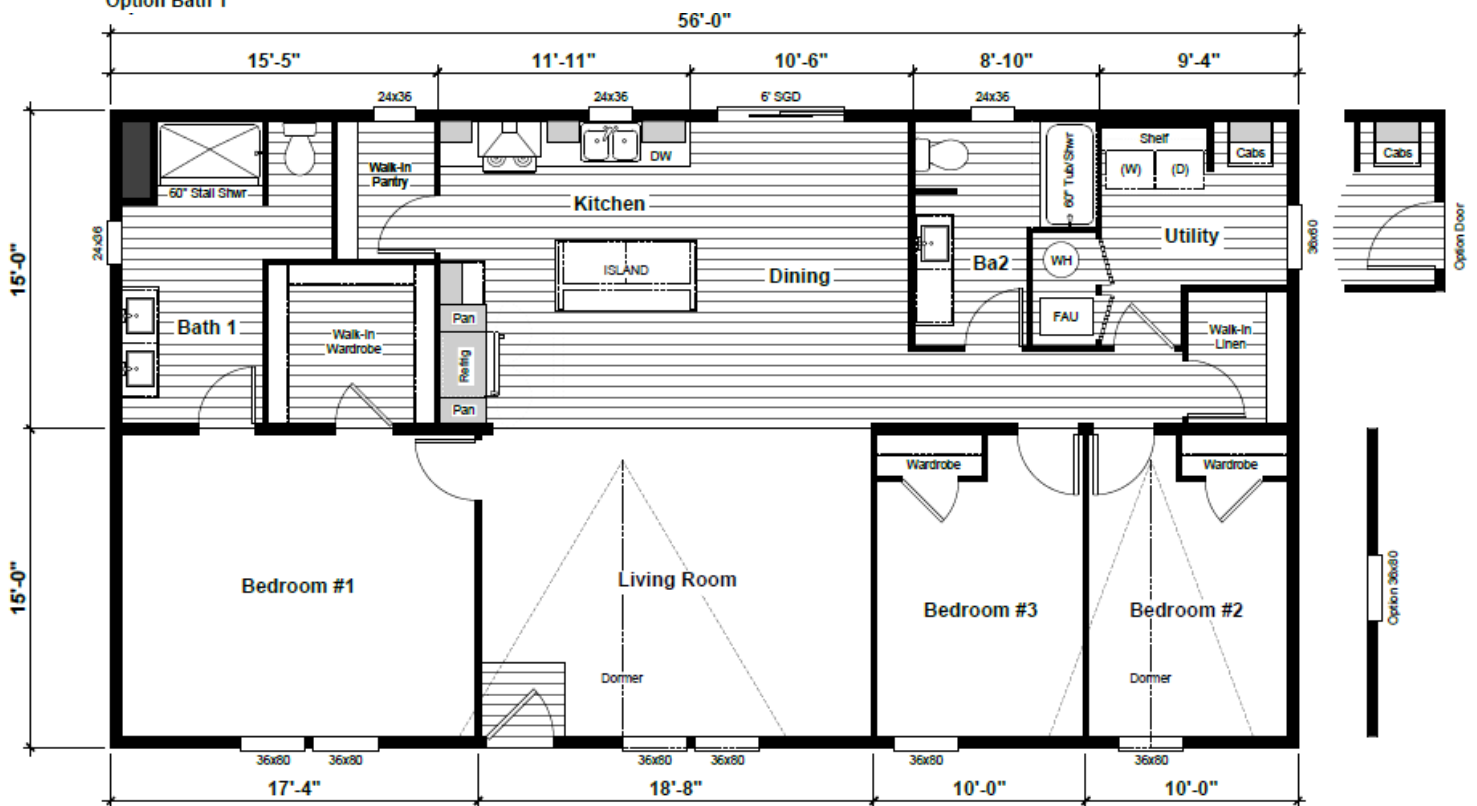 Option Bath 1
56'-0"
15'-5"
11'-11"
10'-6"
8'-10"
9'-4"
24x36
24x36
6' SGD
24x36
60" Stall Shwr
Walk-in
Pantry
DW
Kitchen
60" Tub/Shwr
Shelf
(W)
(D)
Cabs
Cabs
24x36
15'-0"
ISLAND
Dining
Ba2
WH
Utility
36x60
Option Door
Bath 1
Walk-in
Wardrobe
Pan
Refrig
Pan
FAU
Walk-in
Linen
Wardrobe
Wardrobe
15'-0"
Bedroom #1
Living Room
Bedroom #3
Bedroom #2
Option 36x80
Dormer
Dormer
36x80
36x80
36x80
36x80
36x80
36x80
17'-4"
18'-8"
10'-0"
10'-0"